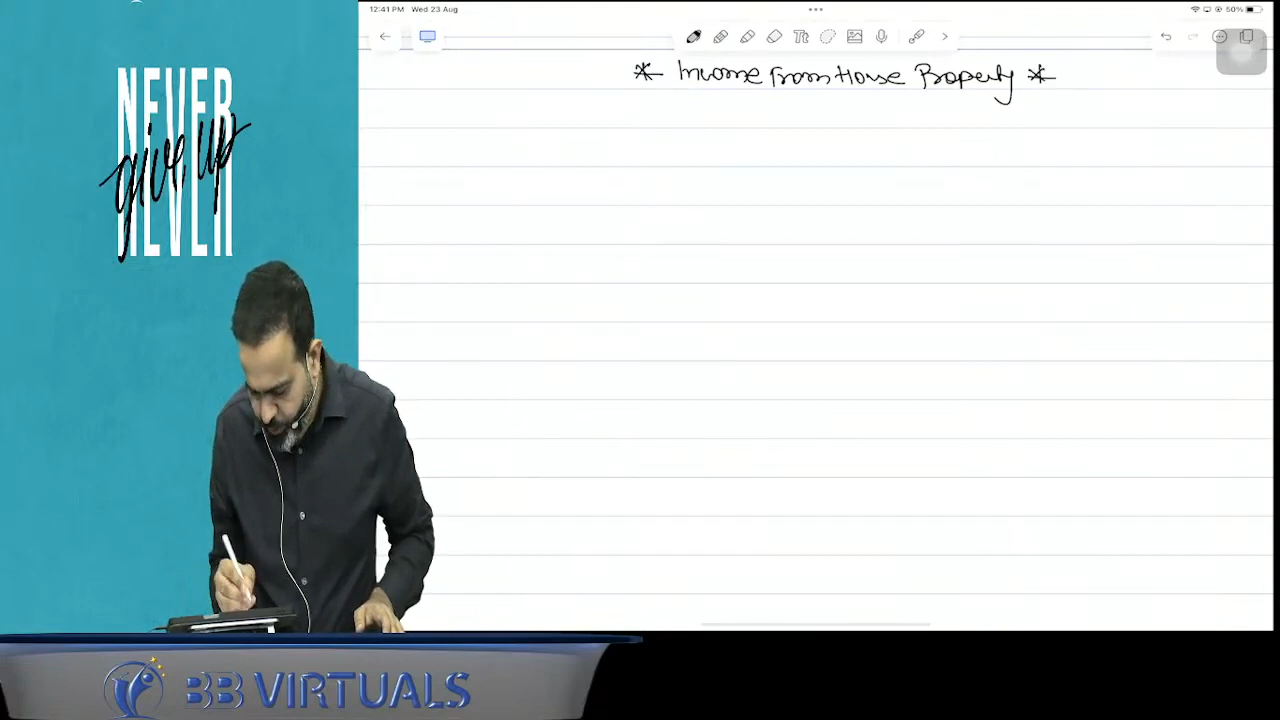 12:41 PM Wed 23 Aug
50%
* Income from House Property *
NEVER
give up
NEVER
BB VIRTUALS